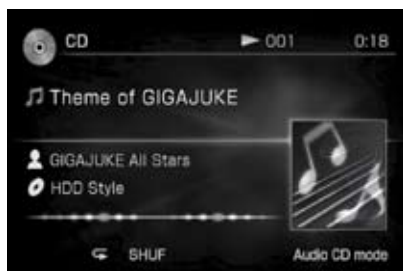 CD 001 0:18
Theme of GIGAJUKE
GIGAJUKE All Stars
HDD Style
SHUF Audio CD mode